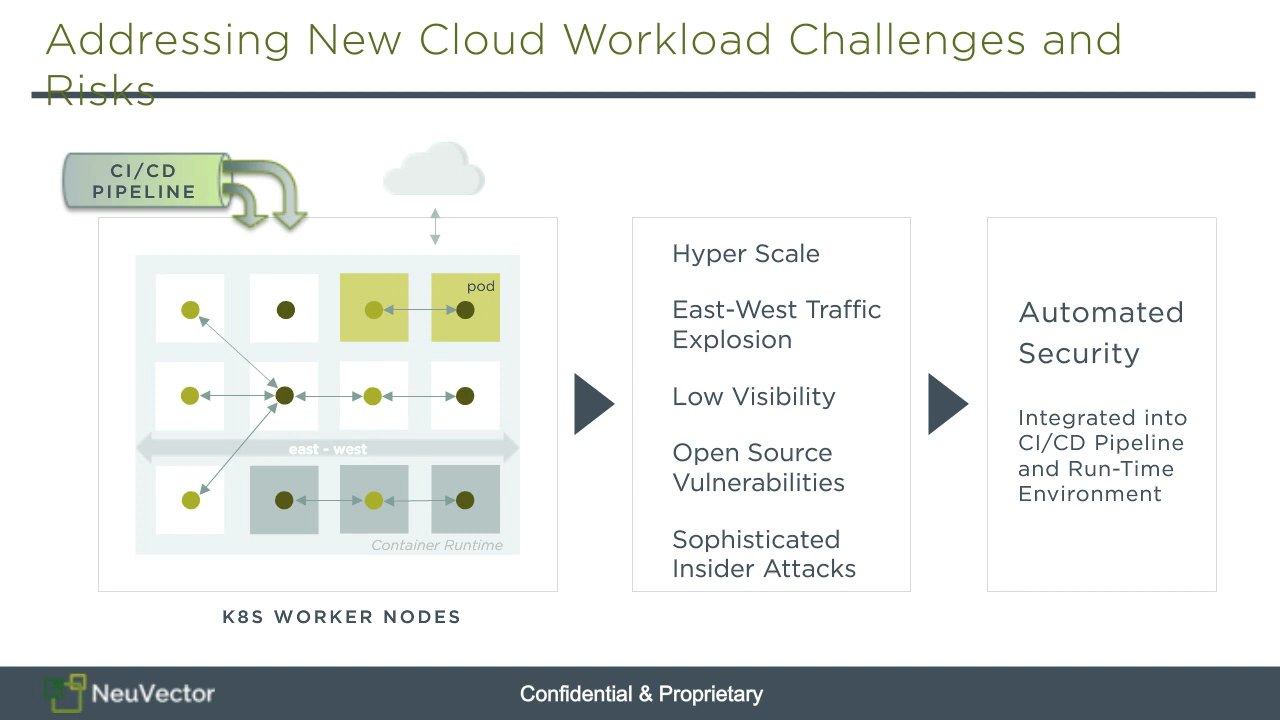 Addressing New Cloud Workload Challenges and
Risks
CI/CD
PIPELINE
pod
east - west
Container Runtime
K8S WORKER NODES
Hyper Scale
East-West Traffic
Explosion
Low Visibility
Open Source
Vulnerabilities
Sophisticated
Insider Attacks
Automated
Security
Integrated into
CI/CD Pipeline
and Run-Time
Environment
NeuVector
Confidential & Proprietary